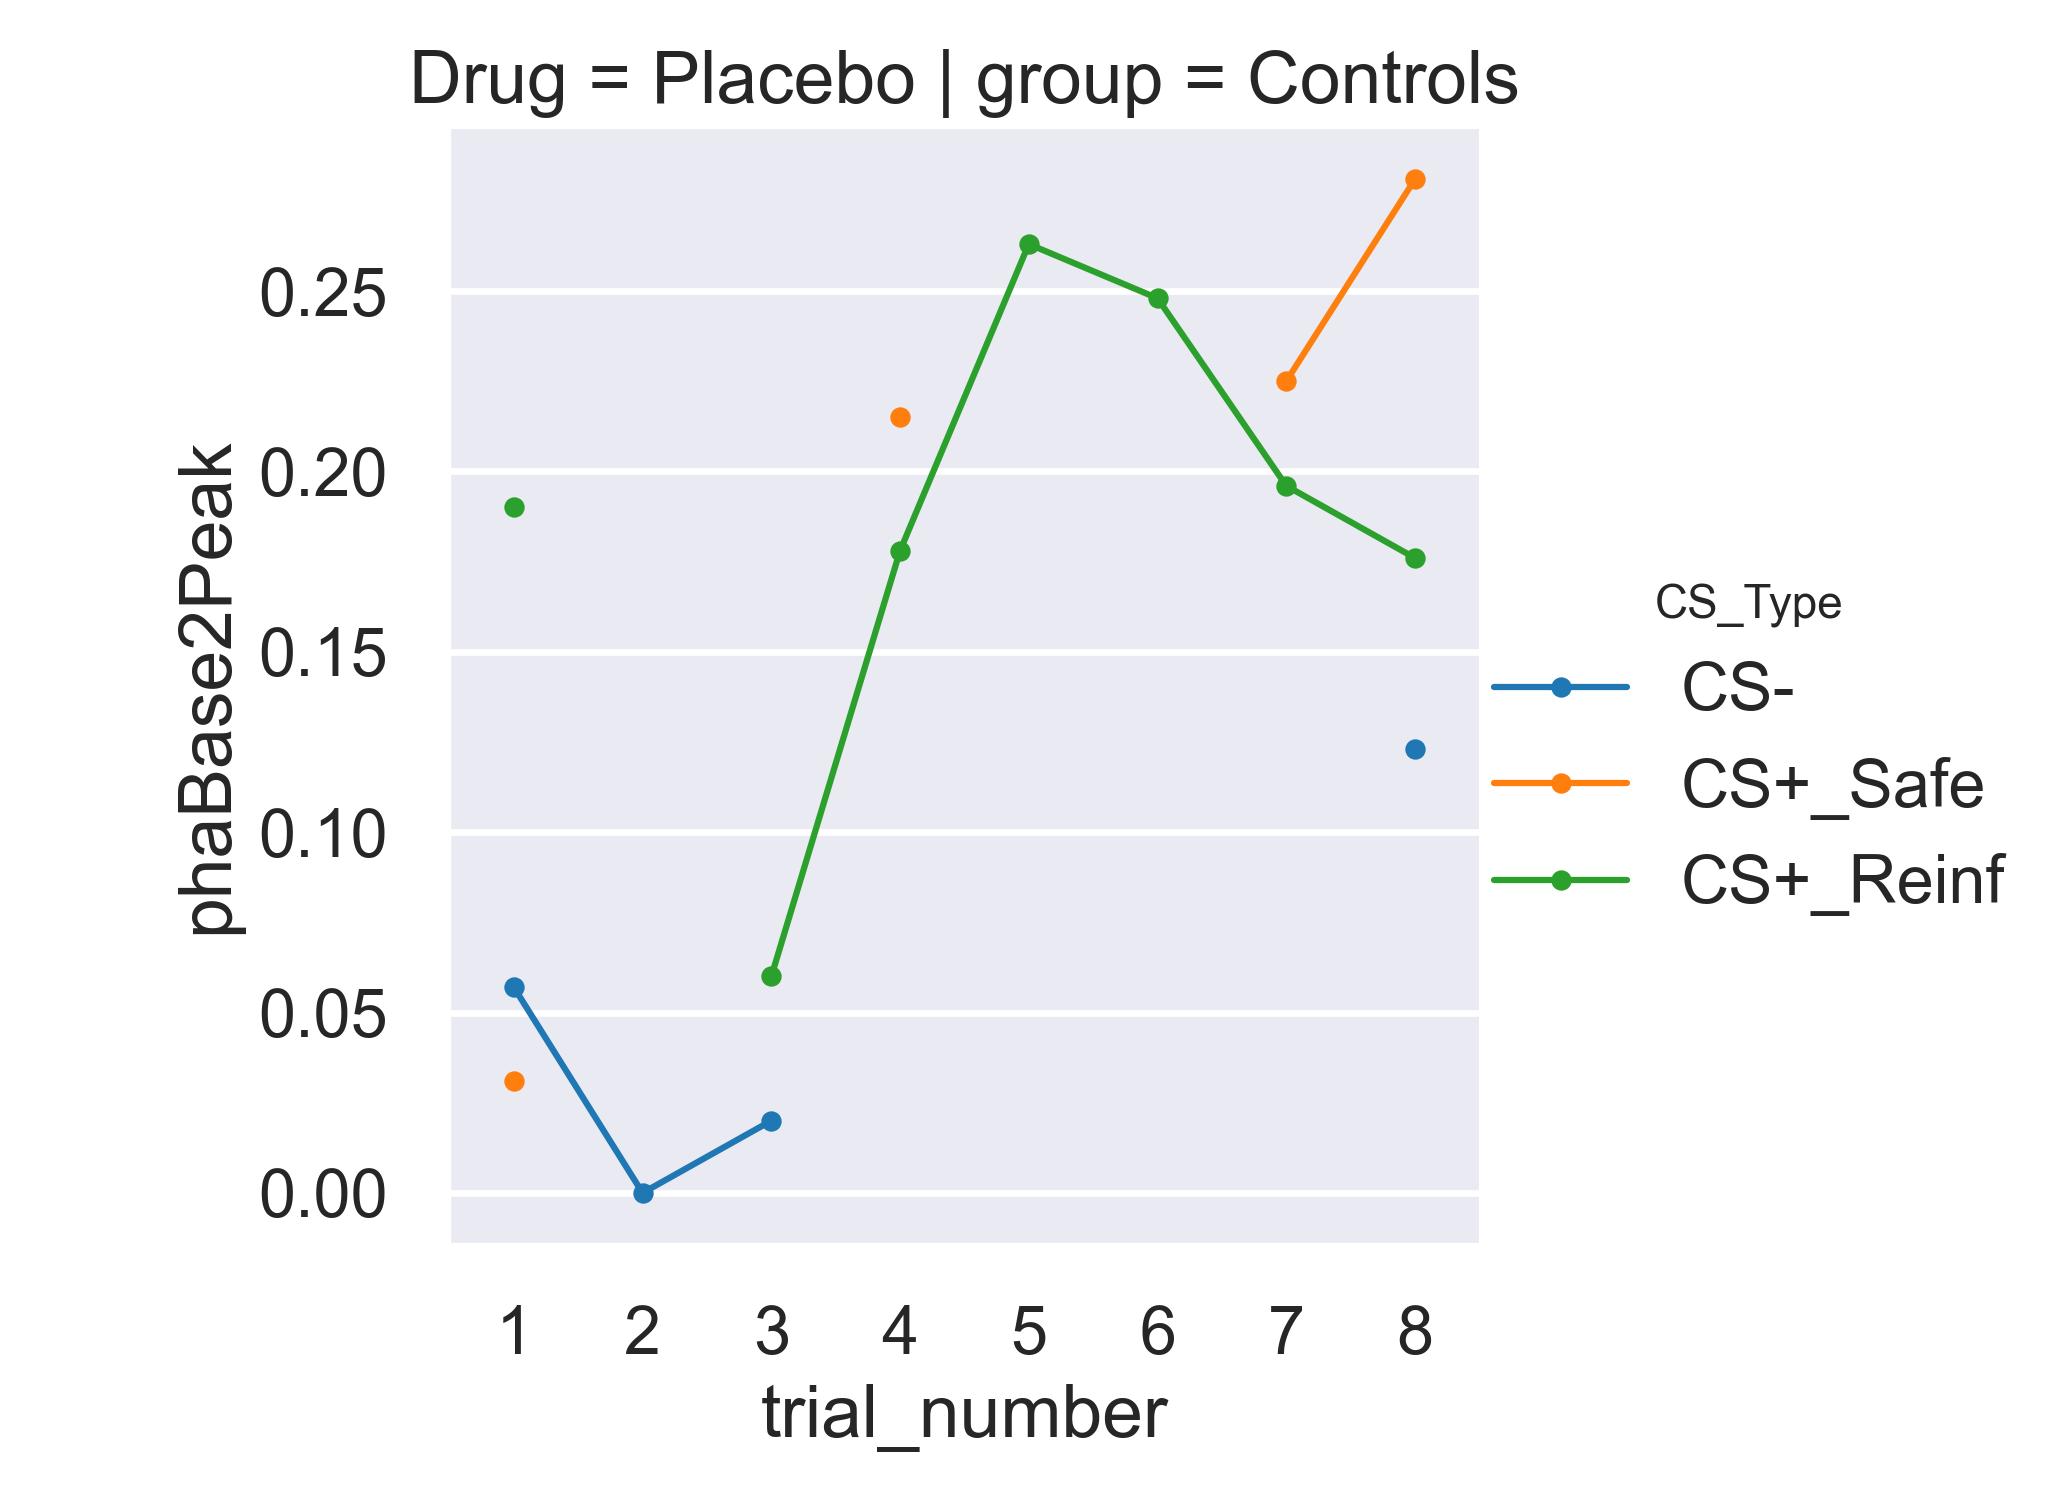 Drug = Placebo | group = Controls
phaBase2Peak
0.25
0.20
0.15
0.10
0.05
0.00
1 2 3 4 5 6 7 8
trial_number
CS_Type
CS-
CS+_Safe
CS+_Reinf